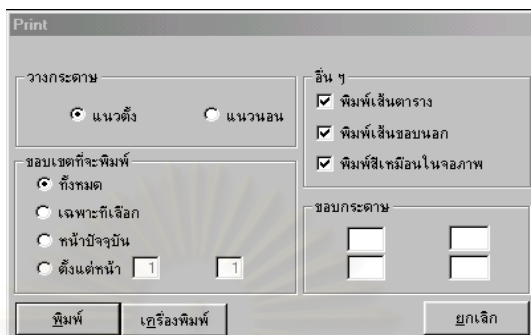 Print
วางกระดาษ
แนวตั้ง แนวนอน
ขอบเขตที่จะพิมพ์
ทั้งหมด
เฉพาะที่เลือก
หน้าปัจจุบัน
ตั้งแต่หน้า 1 1
อื่น ๆ
พิมพ์เส้นตาราง
พิมพ์เส้นขอบนอก
พิมพ์สีเหมือนในจอภาพ
ขอบกระดาษ
พิมพ์ เครื่องพิมพ์ ยกเลิก